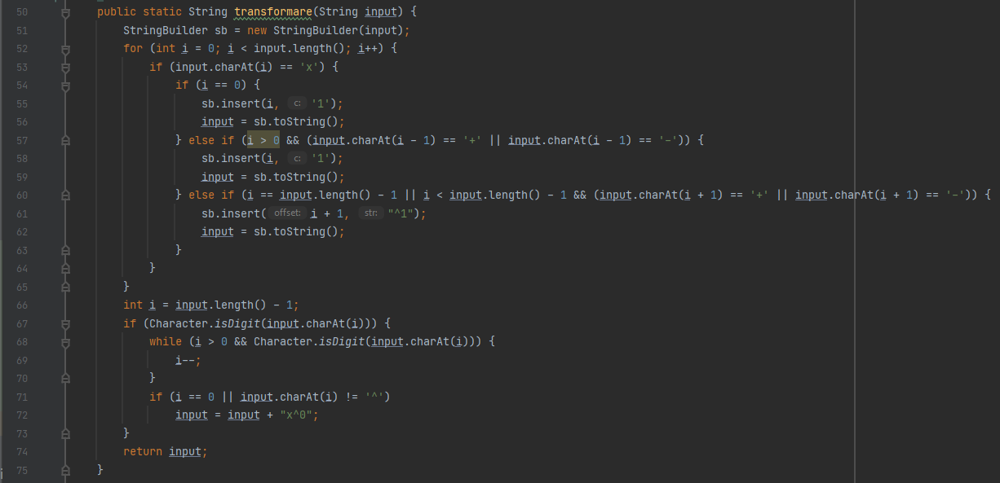 50 public static String transformare(String input) {
51 StringBuilder sb = new StringBuilder(input);
52 for (int i = 0; i < input.length(); i++) {
53 if (input.charAt(i) == 'x') {
54 if (i == 0) {
55 sb.insert(i, c: '1');
56 input = sb.toString();
57 } else if (i > 0 && (input.charAt(i - 1) == '+' || input.charAt(i - 1) == '-')) {
58 sb.insert(i, c: '1');
59 input = sb.toString();
60 } else if (i == input.length() - 1 || i < input.length() - 1 && (input.charAt(i + 1) == '+' || input.charAt(i + 1) == '-')) {
61 sb.insert( offset: i + 1, str: "^1");
62 input = sb.toString();
63 }
64 }
65 }
66 int i = input.length() - 1;
67 if (Character.isDigit(input.charAt(i))) {
68 while (i > 0 && Character.isDigit(input.charAt(i))) {
69 i--;
70 }
71 if (i == 0 || input.charAt(i) != '^')
72 input = input + "x^0";
73 }
74 return input;
75 }